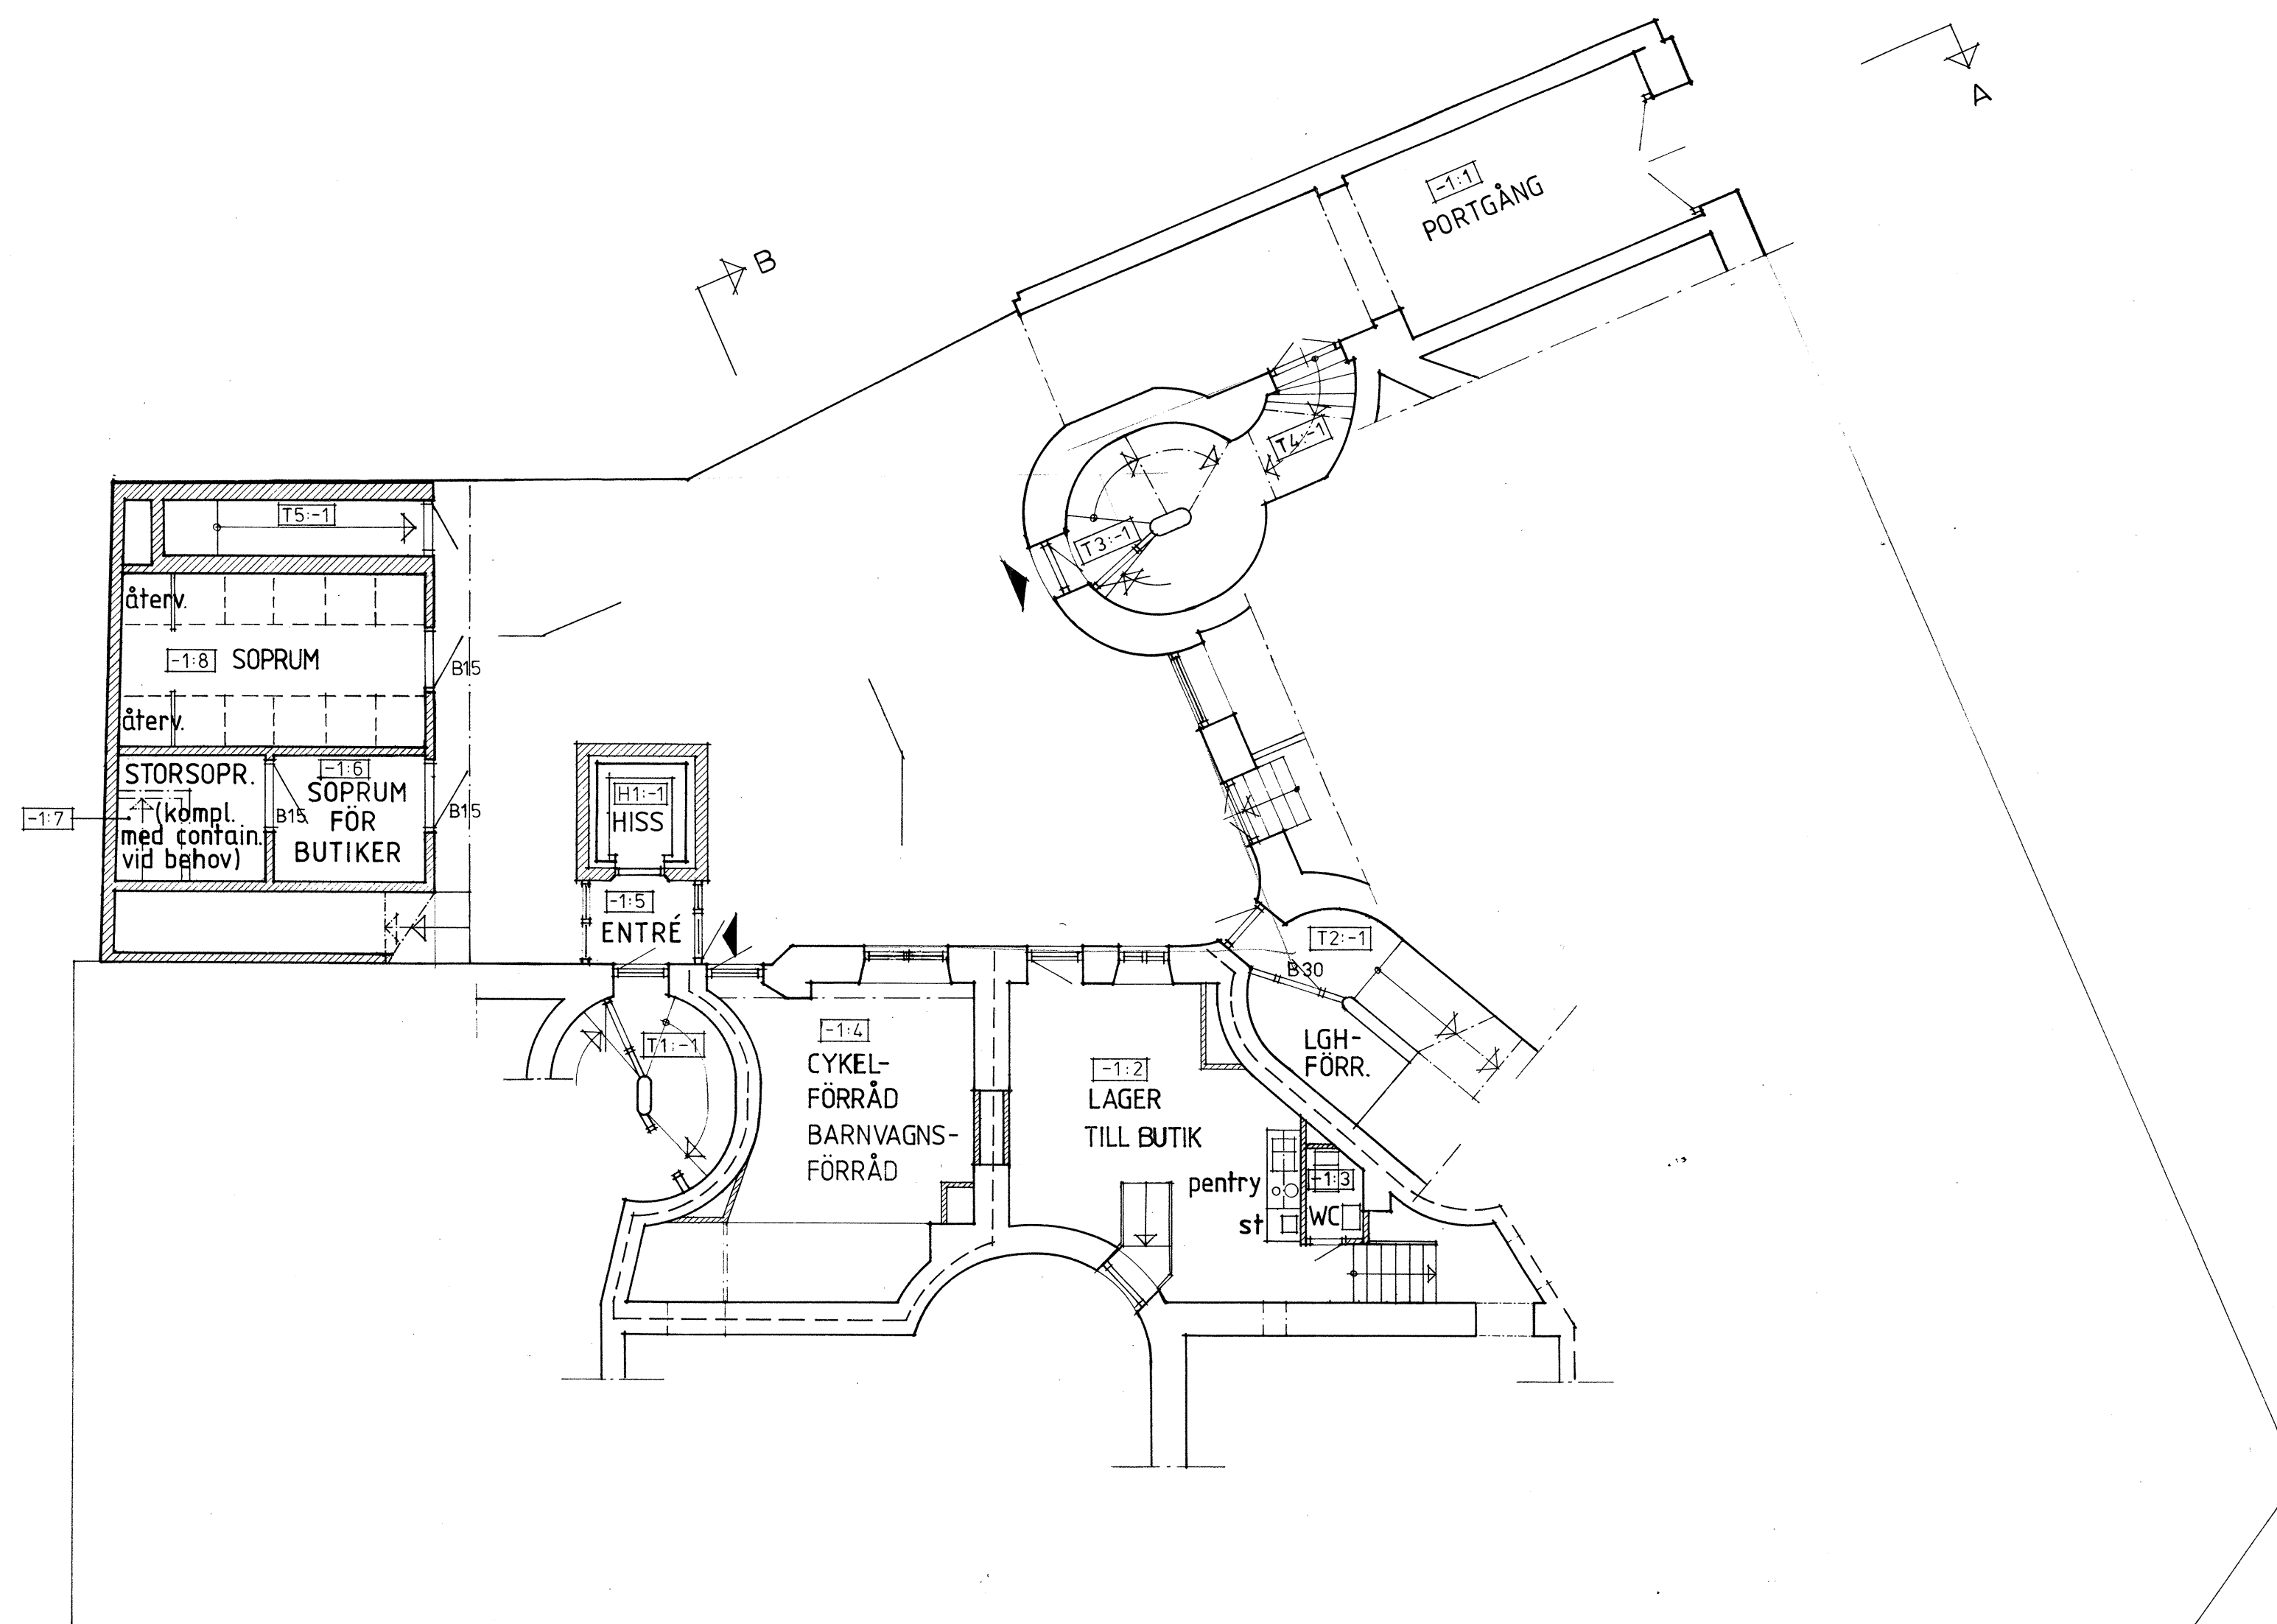 A
-1:1
PORTGÅNG
B
T4:-1
T5:-1
T3:-1
återv.
-1:8 SOPRUM
B15
återv.
STORSOPR.
(kompl.
med contain.
vid behov)
-1:7
-1:6
SOPRUM
FÖR
BUTIKER
B15
B15
H1:-1
HISS
-1:5
ENTRÉ
T2:-1
B30
LGH-
FÖRR.
T1:-1
-1:4
CYKEL-
FÖRRÅD
BARNVAGNS-
FÖRRÅD
-1:2
LAGER
TILL BUTIK
pentry
st
-1:3
WC